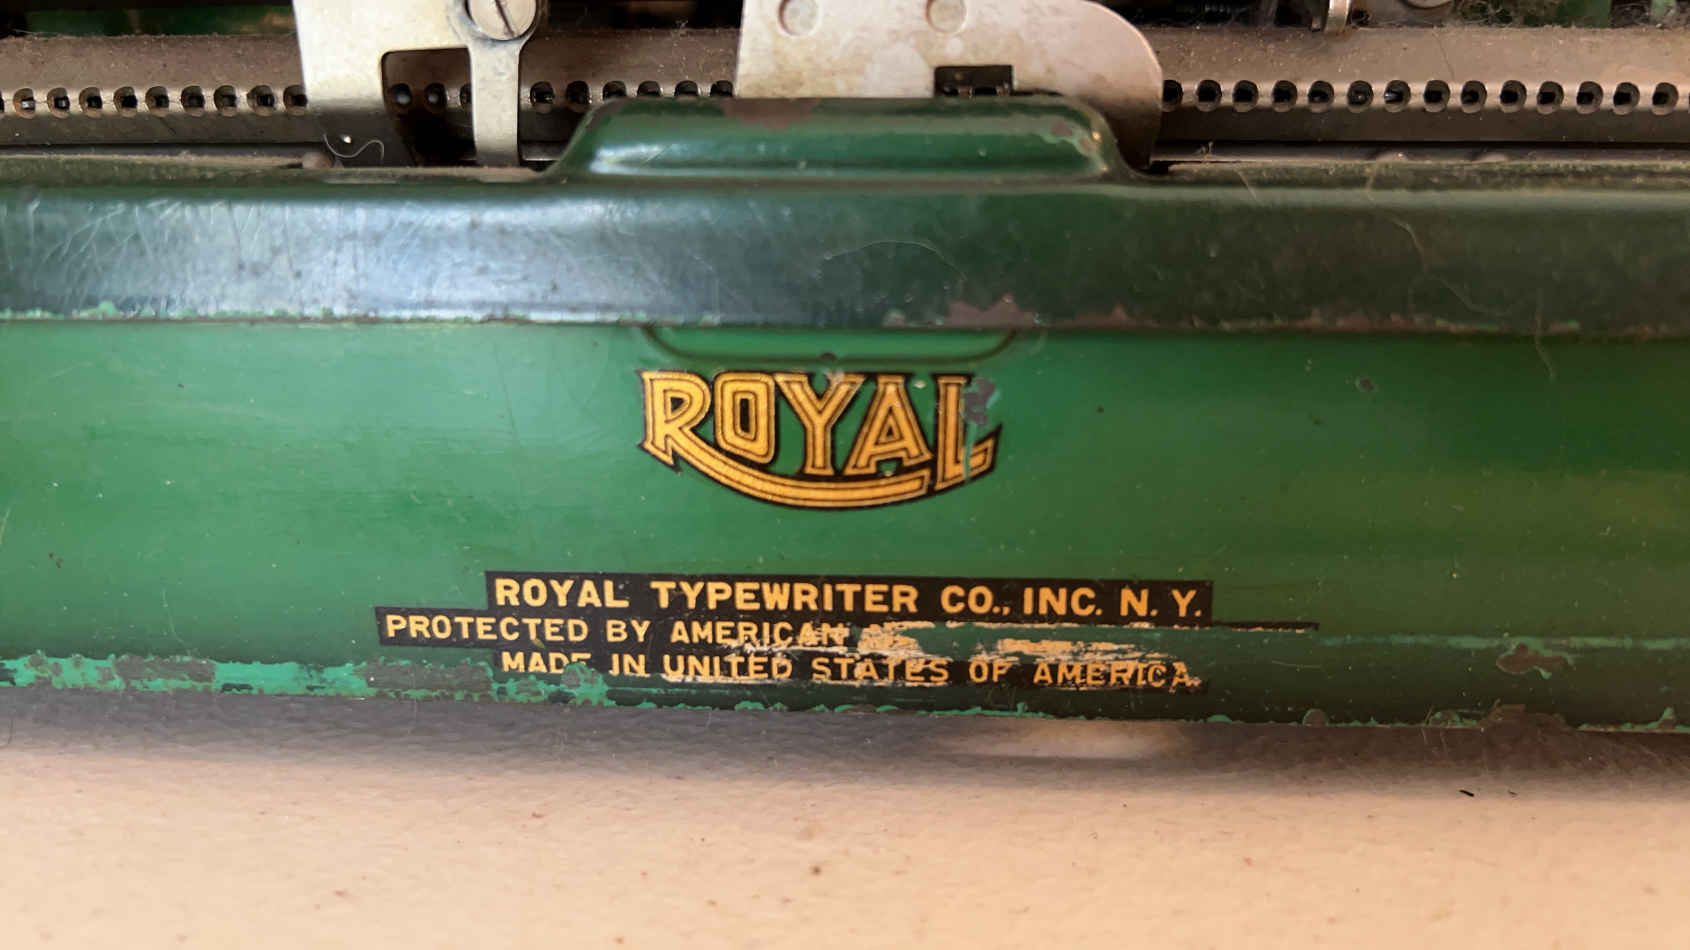 ROYAL
ROYAL TYPEWRITER CO., INC. N. Y.
PROTECTED BY AMERICAN
MADE IN UNITED STATES OF AMERICA